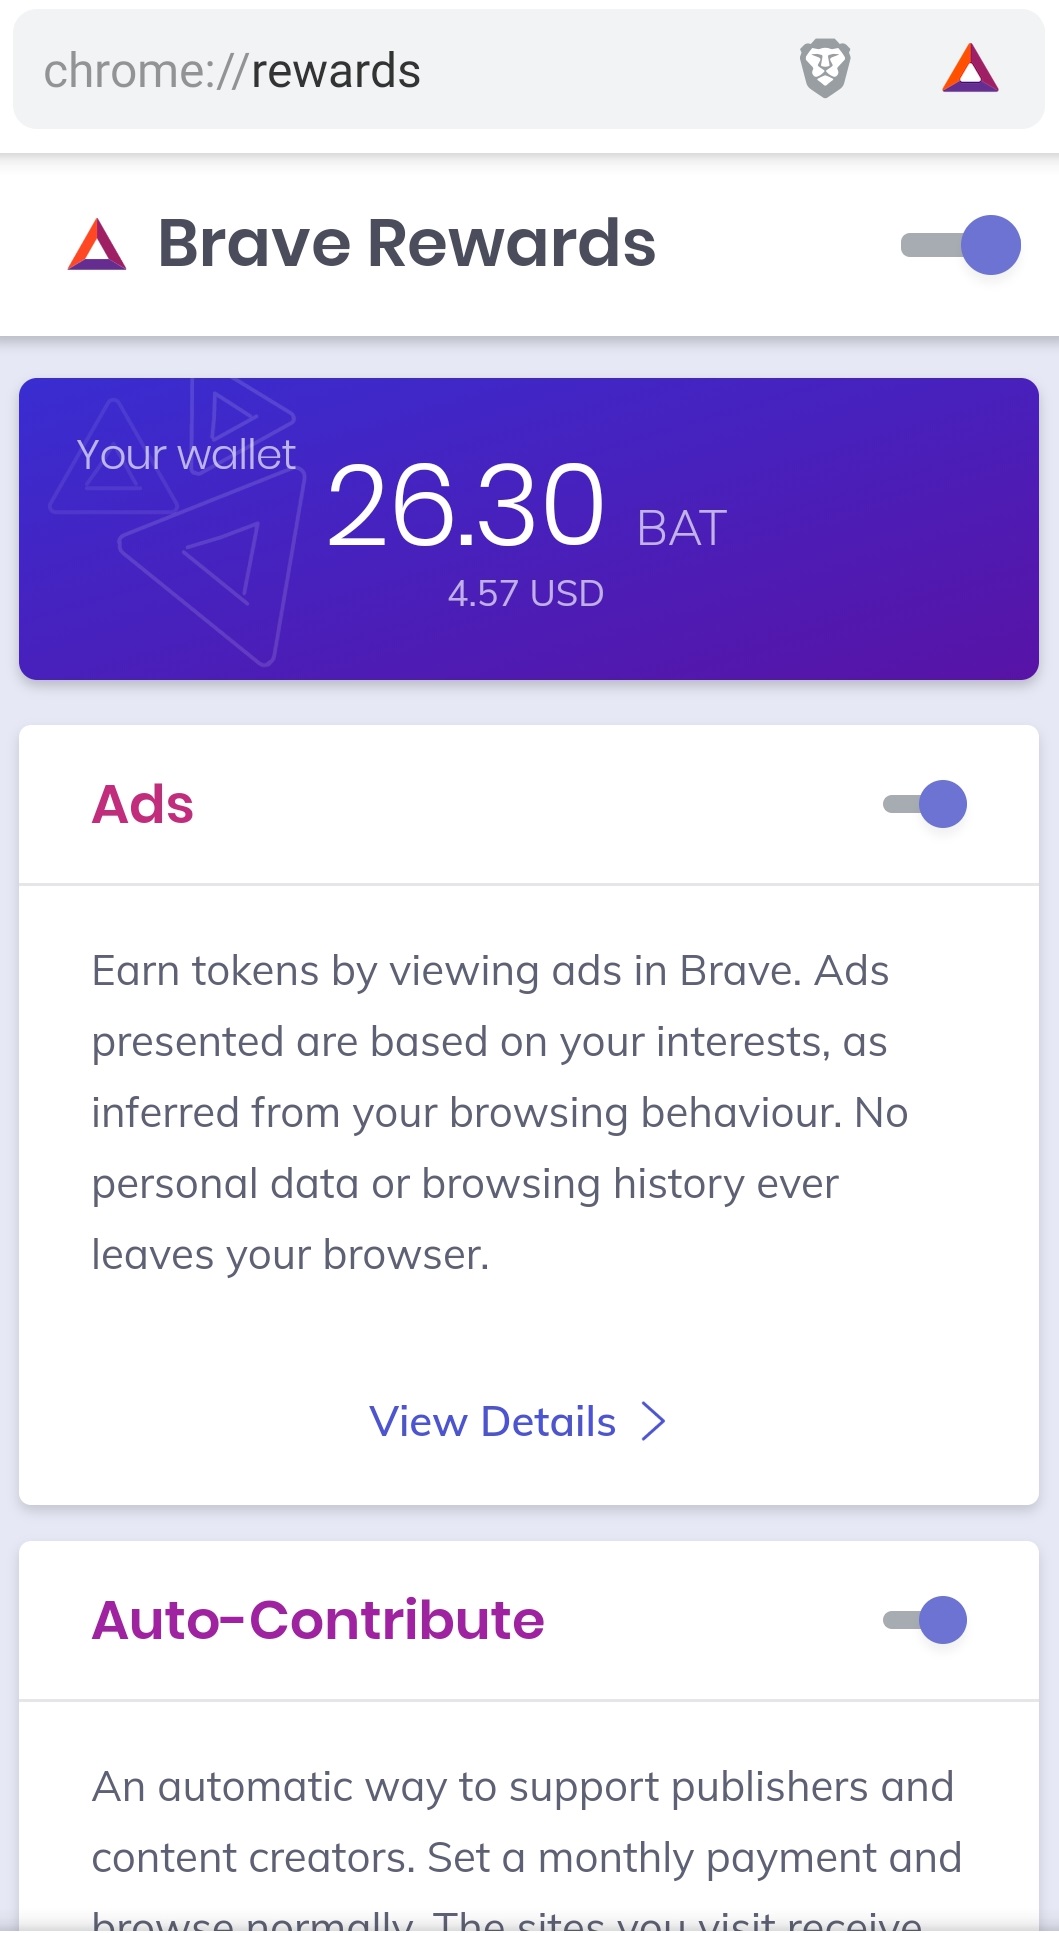 chrome://rewards
Brave Rewards
Your wallet
26.30 BAT
4.57 USD
Ads
Earn tokens by viewing ads in Brave. Ads
presented are based on your interests, as
inferred from your browsing behaviour. No
personal data or browsing history ever
leaves your browser.
View Details
Auto-Contribute
An automatic way to support publishers and
content creators. Set a monthly payment and
browse normally. The sites you visit receive